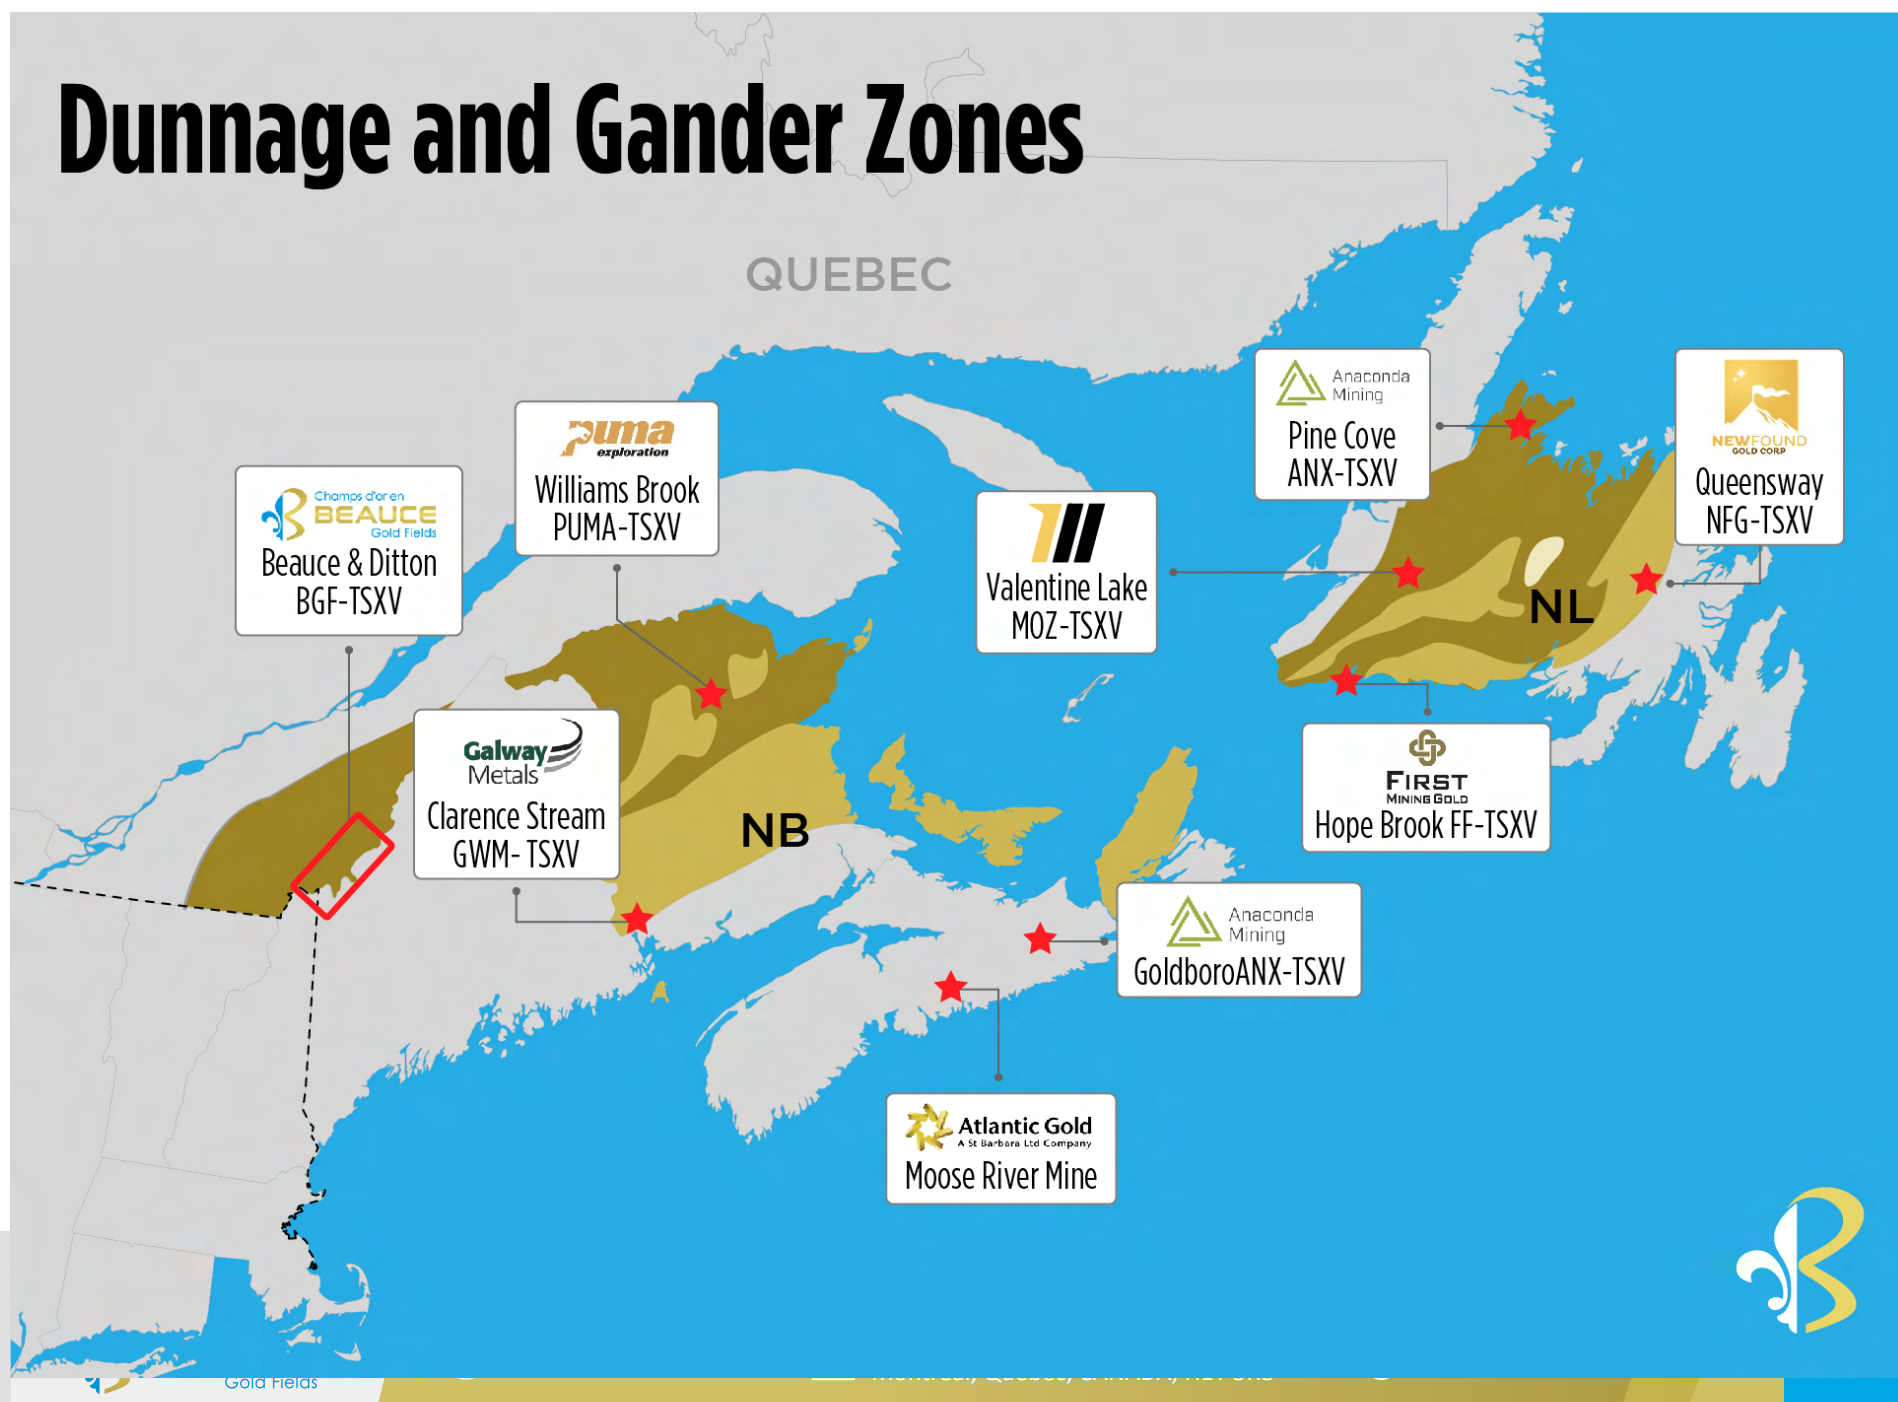 Dunnage and Gander Zones
QUEBEC
Anaconda
Mining
Pine Cove
ANX-TSXV
NEWFOUND
GOLD CORP
Queensway
NFG-TSXV
puma
exploration
Williams Brook
PUMA-TSXV
Champs d'or en
BEAUCE
Gold Fields
Beauce & Ditton
BGF-TSXV
Valentine Lake
MOZ-TSXV
NL
Galway
Metals
Clarence Stream
GWM- TSXV
NB
FIRST
MINING GOLD
Hope Brook FF-TSXV
Anaconda
Mining
GoldboroANX-TSXV
Atlantic Gold
A St Barbara Ltd Company
Moose River Mine
Gold Fields